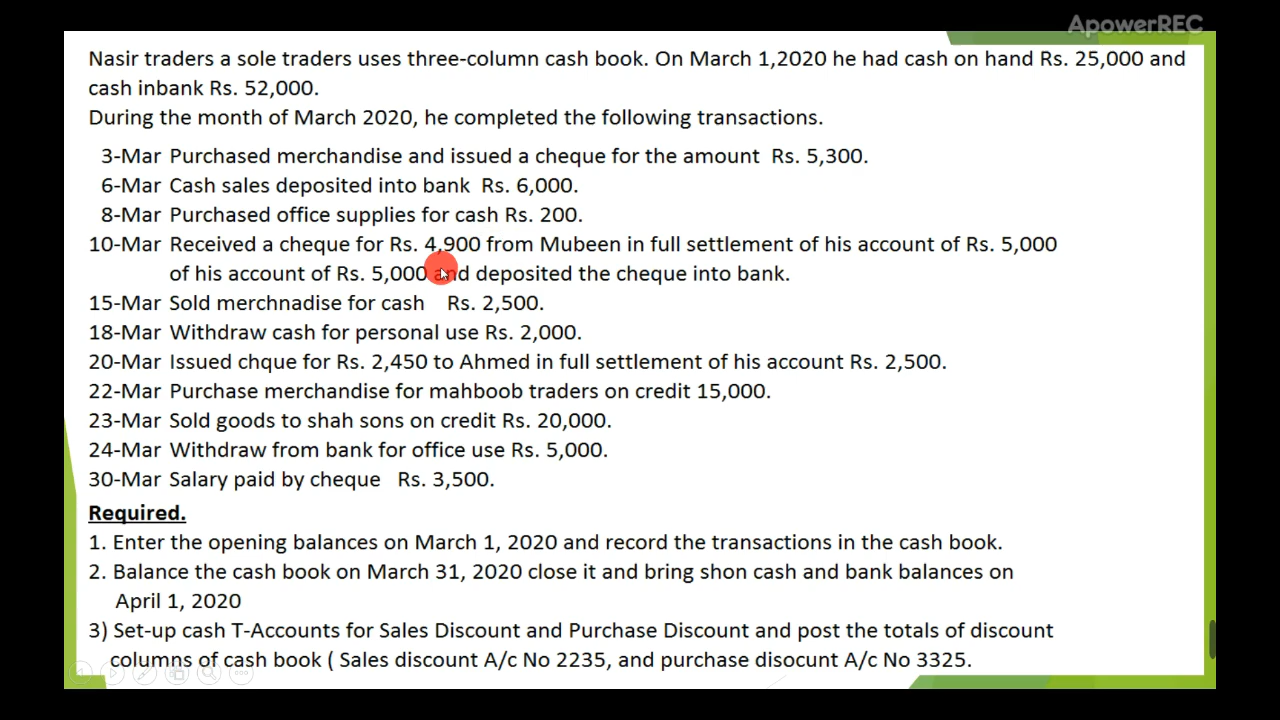 ApowerREC
Nasir traders a sole traders uses three-column cash book. On March 1,2020 he had cash on hand Rs. 25,000 and
cash inbank Rs. 52,000.
During the month of March 2020, he completed the following transactions.
3-Mar Purchased merchandise and issued a cheque for the amount Rs. 5,300.
6-Mar Cash sales deposited into bank Rs. 6,000.
8-Mar Purchased office supplies for cash Rs. 200.
10-Mar Received a cheque for Rs. 4,900 from Mubeen in full settlement of his account of Rs. 5,000
of his account of Rs. 5,000 and deposited the cheque into bank.
15-Mar Sold merchnadise for cash Rs. 2,500.
18-Mar Withdraw cash for personal use Rs. 2,000.
20-Mar Issued chque for Rs. 2,450 to Ahmed in full settlement of his account Rs. 2,500.
22-Mar Purchase merchandise for mahboob traders on credit 15,000.
23-Mar Sold goods to shah sons on credit Rs. 20,000.
24-Mar Withdraw from bank for office use Rs. 5,000.
30-Mar Salary paid by cheque Rs. 3,500.
Required.
1. Enter the opening balances on March 1, 2020 and record the transactions in the cash book.
2. Balance the cash book on March 31, 2020 close it and bring shon cash and bank balances on
April 1, 2020
3) Set-up cash T-Accounts for Sales Discount and Purchase Discount and post the totals of discount
columns of cash book ( Sales discount A/c No 2235, and purchase disocunt A/c No 3325.